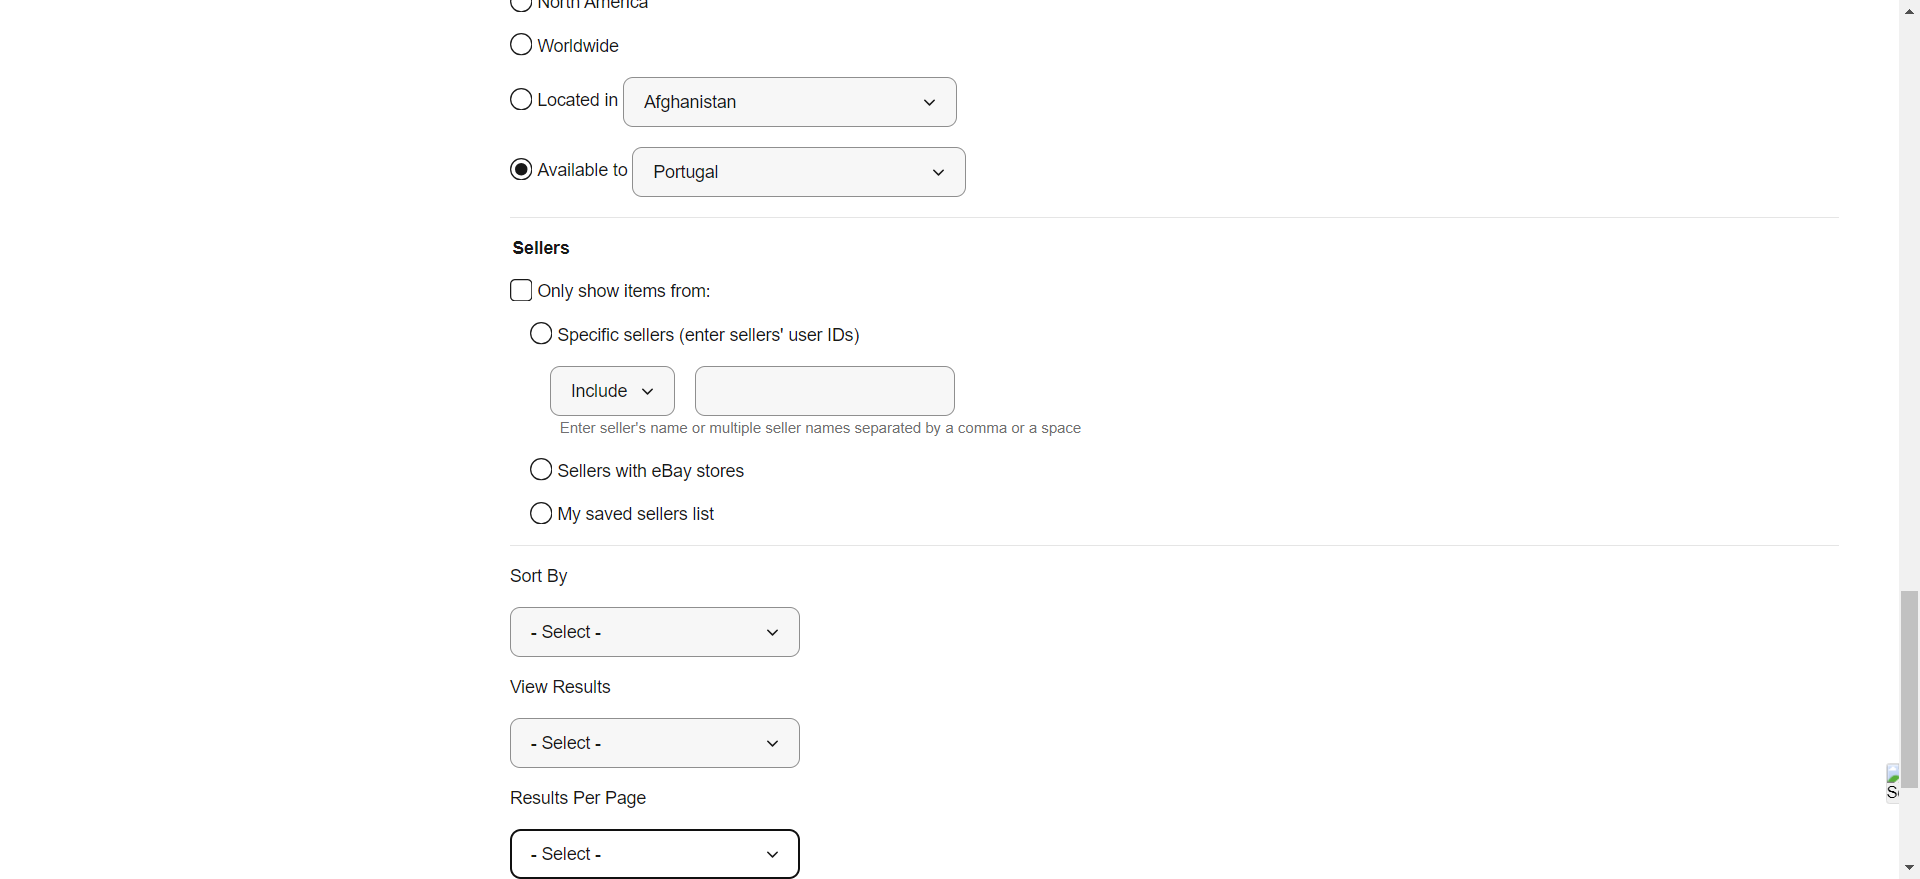 North America
Worldwide
Located in Afghanistan
Available to Portugal
Sellers
Only show items from:
Specific sellers (enter sellers' user IDs)
Include
Enter seller's name or multiple seller names separated by a comma or a space
Sellers with eBay stores
My saved sellers list
Sort By
- Select -
View Results
- Select -
Results Per Page
- Select -